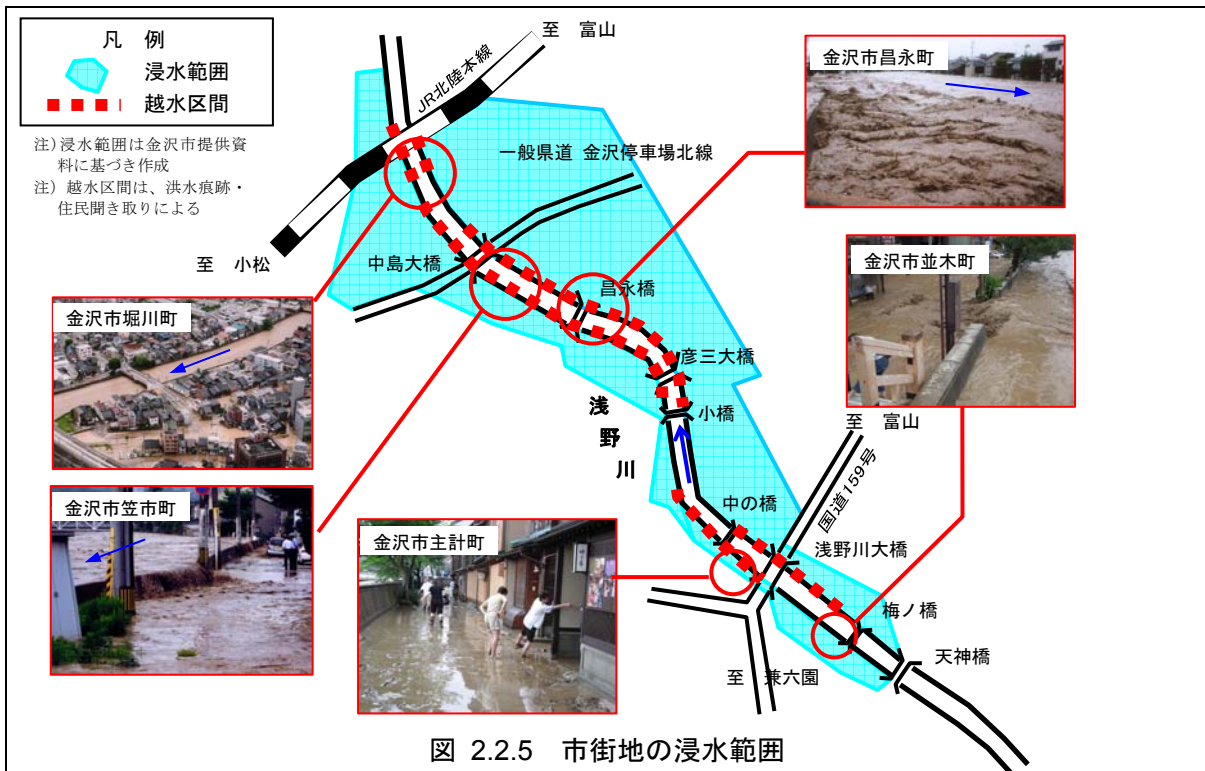 凡 例
浸水範囲
越水区間
注)浸水範囲は金沢市提供資
料に基づき作成
注) 越水区間は、洪水痕跡・
住民聞き取りによる
至 富山
JR北陸本線
一般県道 金沢停車場北線
至 小松
中島大橋
昌永橋
彦三大橋
小橋
浅
野
川
中の橋
至 富山
国道159号
浅野川大橋
梅ノ橋
天神橋
至 兼六園
金沢市昌永町
金沢市並木町
金沢市堀川町
金沢市笠市町
金沢市主計町
図 2.2.5 市街地の浸水範囲